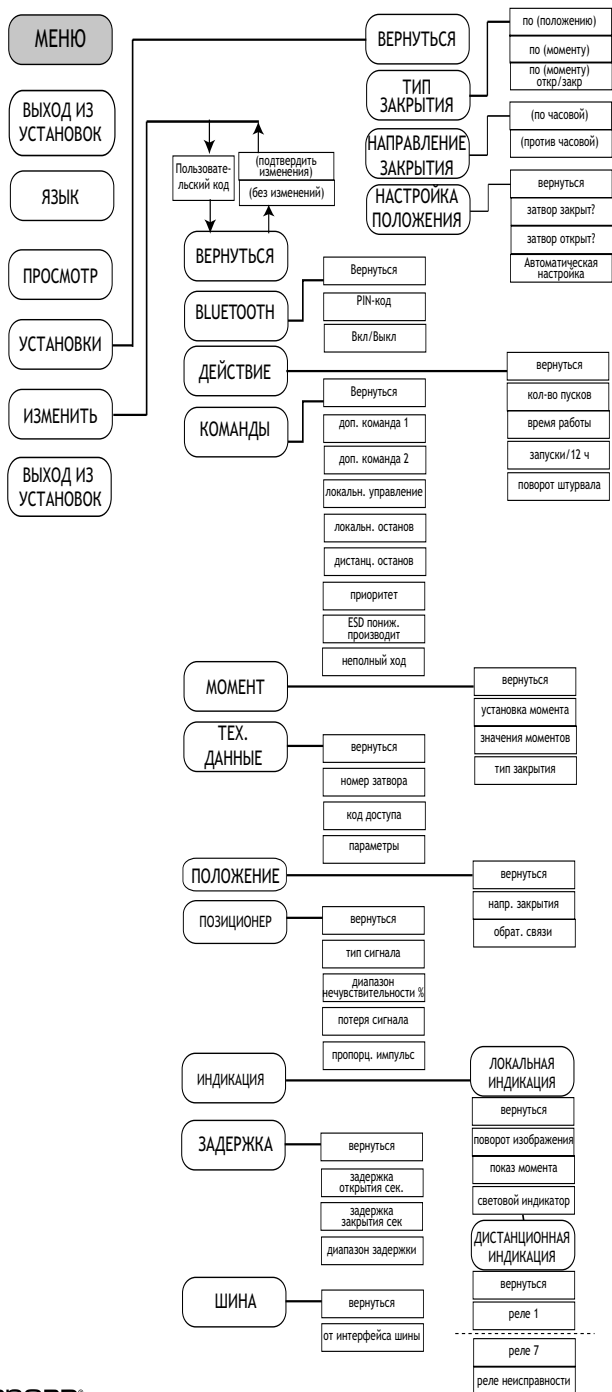 МЕНЮ
ВЫХОД ИЗ
УСТАНОВОК
ЯЗЫК
ПРОСМОТР
УСТАНОВКИ
ИЗМЕНИТЬ
ВЫХОД ИЗ
УСТАНОВОК
ВЕРНУТЬСЯ
по (положению)
по (моменту)
по (моменту)
откр/закр
ТИП
ЗАКРЫТИЯ
НАПРАВЛЕНИЕ
ЗАКРЫТИЯ
(по часовой)
(против часовой)
НАСТРОЙКА
ПОЛОЖЕНИЯ
вернуться
затвор закрыт?
затвор открыт?
Автоматическая
настройка
Пользовате-
льский код
(подтвердить
изменения)
(без изменений)
ВЕРНУТЬСЯ
BLUETOOTH
Вернуться
PIN-код
Вкл/Выкл
ДЕЙСТВИЕ
вернуться
кол-во пусков
время работы
запуски/12 ч
поворот штурвала
КОМАНДЫ
Вернуться
доп. команда 1
доп. команда 2
локальн. управление
локальн. останов
дистанц. останов
приоритет
ESD пониж.
производит
неполный ход
МОМЕНТ
вернуться
установка момента
значения моментов
тип закрытия
ТЕХ.
ДАННЫЕ
вернуться
номер затвора
код доступа
параметры
ПОЛОЖЕНИЕ
вернуться
напр. закрытия
обрат. связи
ПОЗИЦИОНЕР
вернуться
тип сигнала
диапазон
нечувствительности %
потеря сигнала
пропорц. импульс
ИНДИКАЦИЯ
ЛОКАЛЬНАЯ
ИНДИКАЦИЯ
вернуться
поворот изображения
показ момента
световой индикатор
ДИСТАНЦИОННАЯ
ИНДИКАЦИЯ
вернуться
реле 1
реле 7
реле неисправности
ЗАДЕРЖКА
вернуться
задержка
открытия сек.
задержка
закрытия сек
диапазон задержки
ШИНА
вернуться
от интерфейса шины